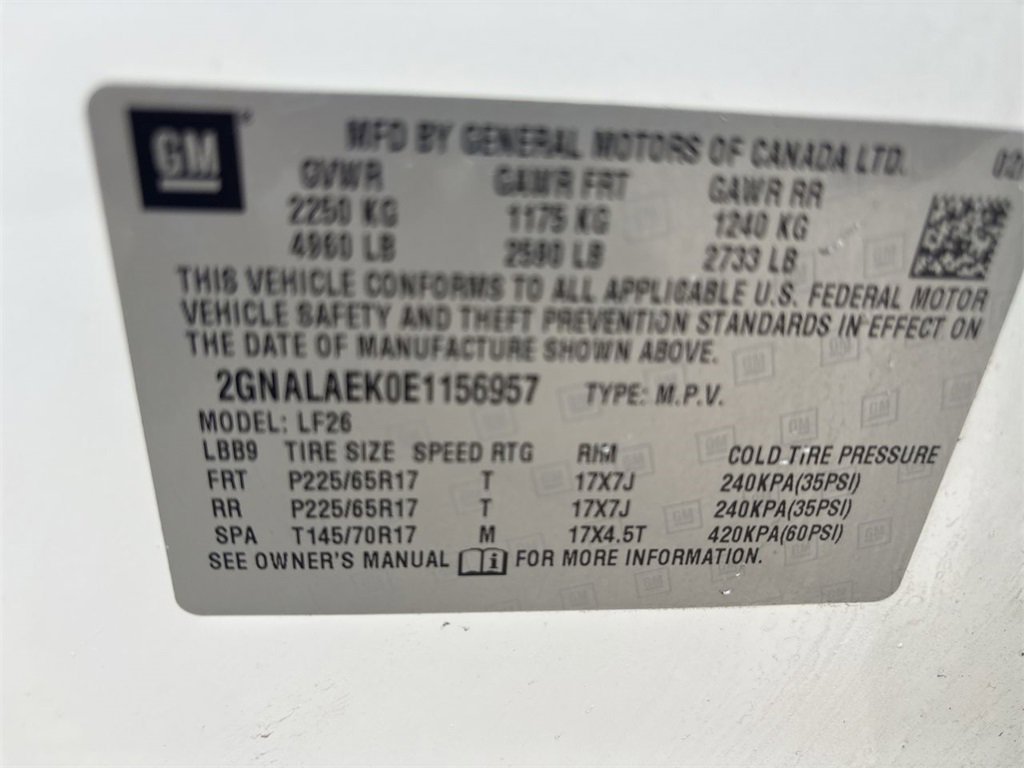 GM
MFD BY GENERAL MOTORS OF CANADA LTD.
GVWR GAWR FRT GAWR RR
2250 KG 1175 KG 1240 KG
4960 LB 2590 LB 2733 LB
THIS VEHICLE CONFORMS TO ALL APPLICABLE U.S. FEDERAL MOTOR
VEHICLE SAFETY AND THEFT PREVENTION STANDARDS IN EFFECT ON
THE DATE OF MANUFACTURE SHOWN ABOVE.
2GNALAEK0E1156957 TYPE: M.P.V.
MODEL: LF26
LBB9 TIRE SIZE SPEED RTG RIM COLD TIRE PRESSURE
FRT P225/65R17 T 17X7J 240KPA(35PSI)
RR P225/65R17 T 17X7J 240KPA(35PSI)
SPA T145/70R17 M 17X4.5T 420KPA(60PSI)
SEE OWNER'S MANUAL FOR MORE INFORMATION.